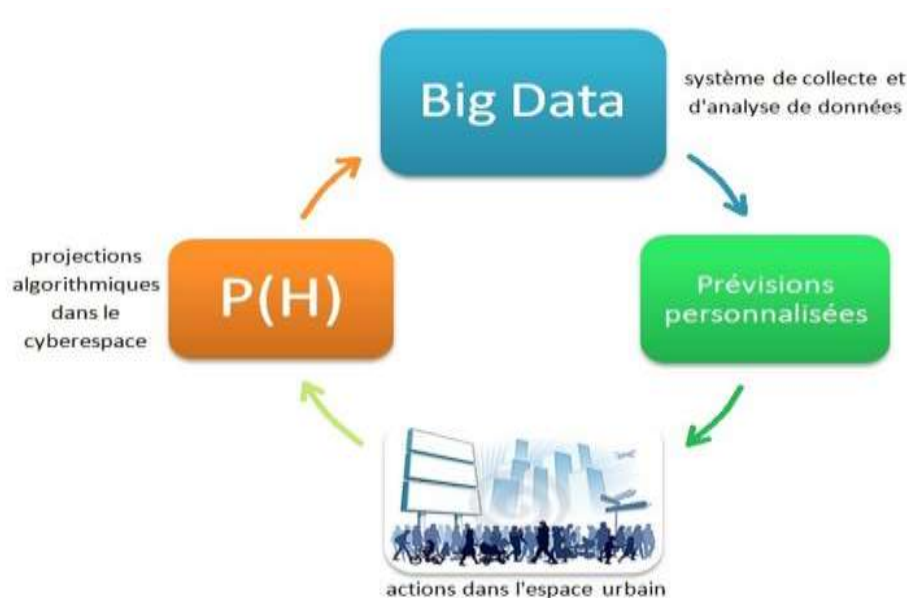 Big Data
système de collecte et
d'analyse de données
Prévisions
personnalisées
actions dans l'espace urbain
P(H)
projections
algorithmiques
dans le
cyberespace